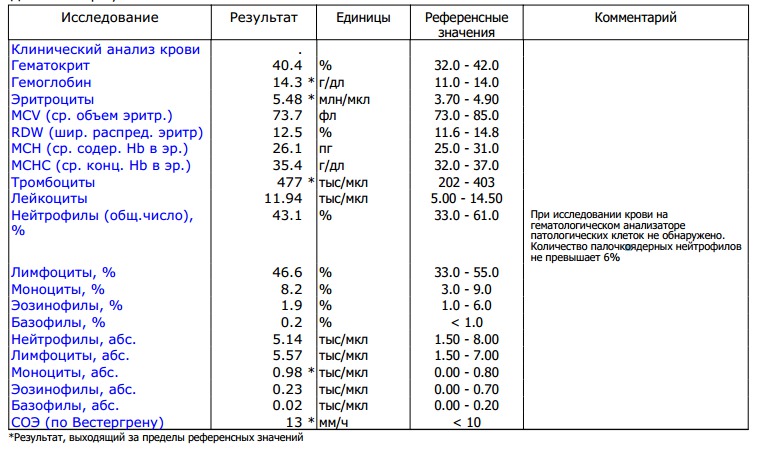 Исследование Результат Единицы Референсные значения Комментарий
Клинический анализ крови .
Гематокрит 40.4 % 32.0 - 42.0
Гемоглобин 14.3 * г/дл 11.0 - 14.0
Эритроциты 5.48 * млн/мкл 3.70 - 4.90
MCV (ср. объем эритр.) 73.7 фл 73.0 - 85.0
RDW (шир. распред. эритр) 12.5 % 11.6 - 14.8
MCH (ср. содер. Hb в эр.) 26.1 пг 25.0 - 31.0
MCHC (ср. конц. Hb в эр.) 35.4 г/дл 32.0 - 37.0
Тромбоциты 477 * тыс/мкл 202 - 403
Лейкоциты 11.94 тыс/мкл 5.00 - 14.50
Нейтрофилы (общ.число), % 43.1 % 33.0 - 61.0
При исследовании крови на
гематологическом анализаторе
патологических клеток не обнаружено.
Количество палочкоядерных нейтрофилов
не превышает 6%
Лимфоциты, % 46.6 % 33.0 - 55.0
Моноциты, % 8.2 % 3.0 - 9.0
Эозинофилы, % 1.9 % 1.0 - 6.0
Базофилы, % 0.2 % < 1.0
Нейтрофилы, абс. 5.14 тыс/мкл 1.50 - 8.00
Лимфоциты, абс. 5.57 тыс/мкл 1.50 - 7.00
Моноциты, абс. 0.98 * тыс/мкл 0.00 - 0.80
Эозинофилы, абс. 0.23 тыс/мкл 0.00 - 0.70
Базофилы, абс. 0.02 тыс/мкл 0.00 - 0.20
СОЭ (по Вестергрену) 13 * мм/ч < 10
*Результат, выходящий за пределы референсных значений